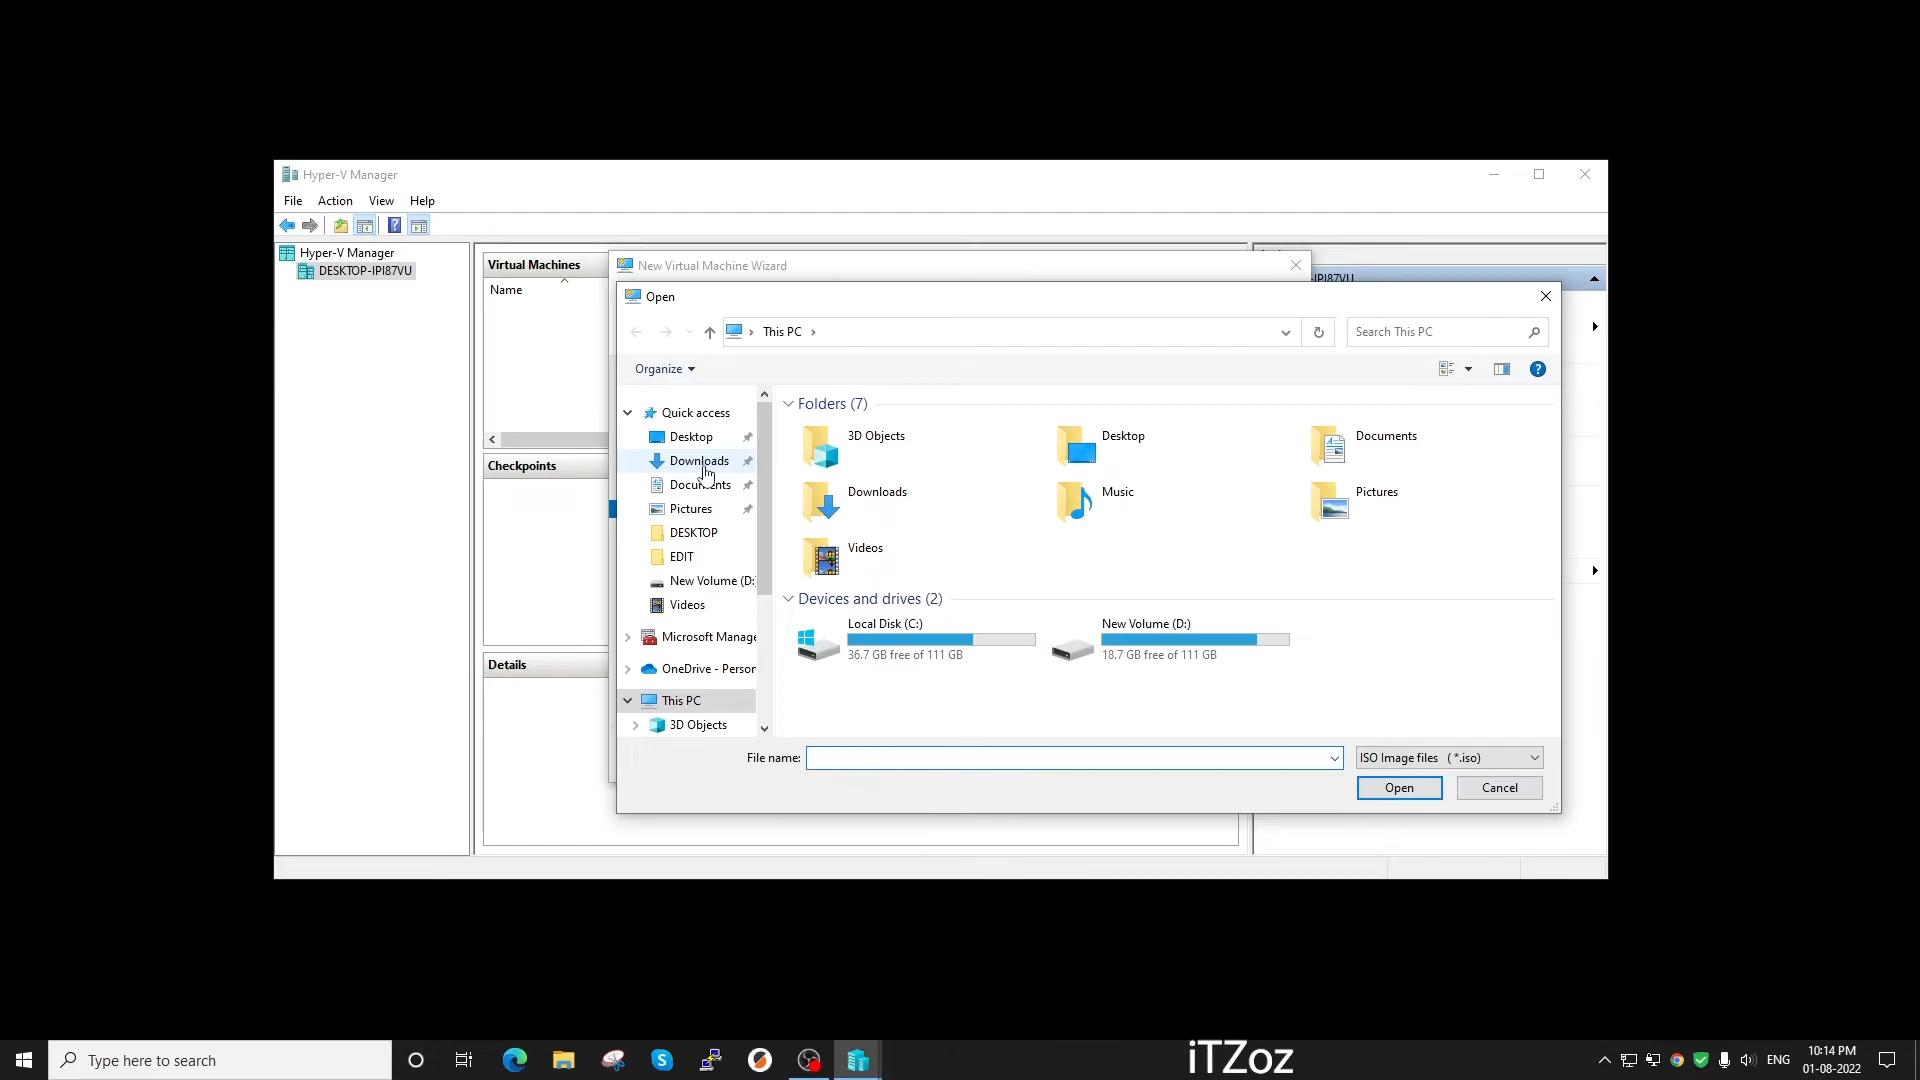 Hyper-V Manager
File Action View Help
Hyper-V Manager
DESKTOP-IPI87VU
Virtual Machines
Name
Checkpoints
Details
New Virtual Machine Wizard
Open
This PC
Search This PC
Organize
Quick access
Desktop
Downloads
Documents
Pictures
DESKTOP
EDIT
New Volume (D:
Videos
Microsoft Manage
OneDrive - Person
This PC
3D Objects
Folders (7)
3D Objects
Desktop
Documents
Downloads
Music
Pictures
Videos
Devices and drives (2)
Local Disk (C:)
36.7 GB free of 111 GB
New Volume (D:)
18.7 GB free of 111 GB
File name:
ISO Image files (*.iso)
Open
Cancel
Type here to search
iTZoz
ENG
10:14 PM
01-08-2022